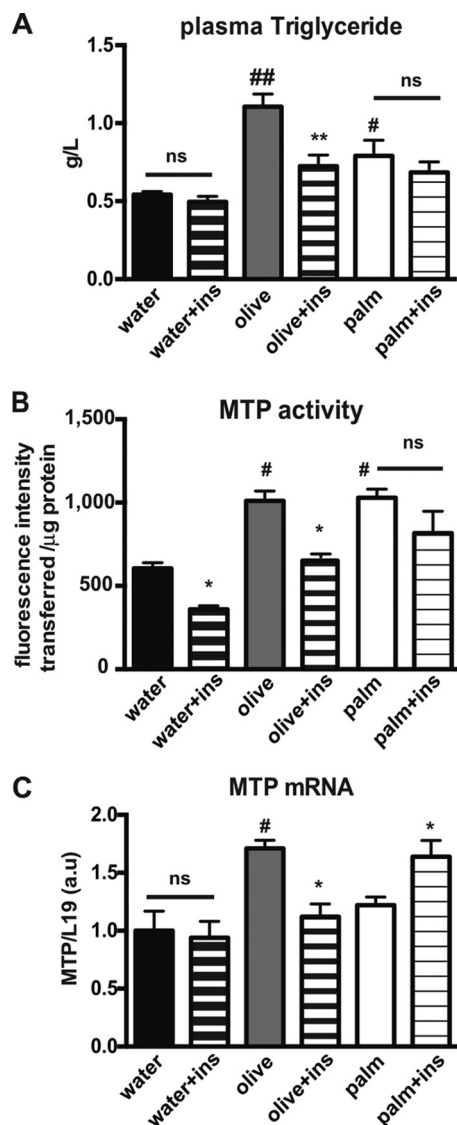 A
plasma Triglyceride
g/L
1.5
1.0
0.5
0.0
ns
##
**
#
ns
water
water+ins
olive
olive+ins
palm
palm+ins
B
MTP activity
fluorescence intensity
transferred /µg protein
1,500
1,000
500
0
*
#
*
#
ns
water
water+ins
olive
olive+ins
palm
palm+ins
C
MTP mRNA
MTP/L19 (a.u)
2.0
1.5
1.0
0.5
0.0
ns
#
*
*
water
water+ins
olive
olive+ins
palm
palm+ins